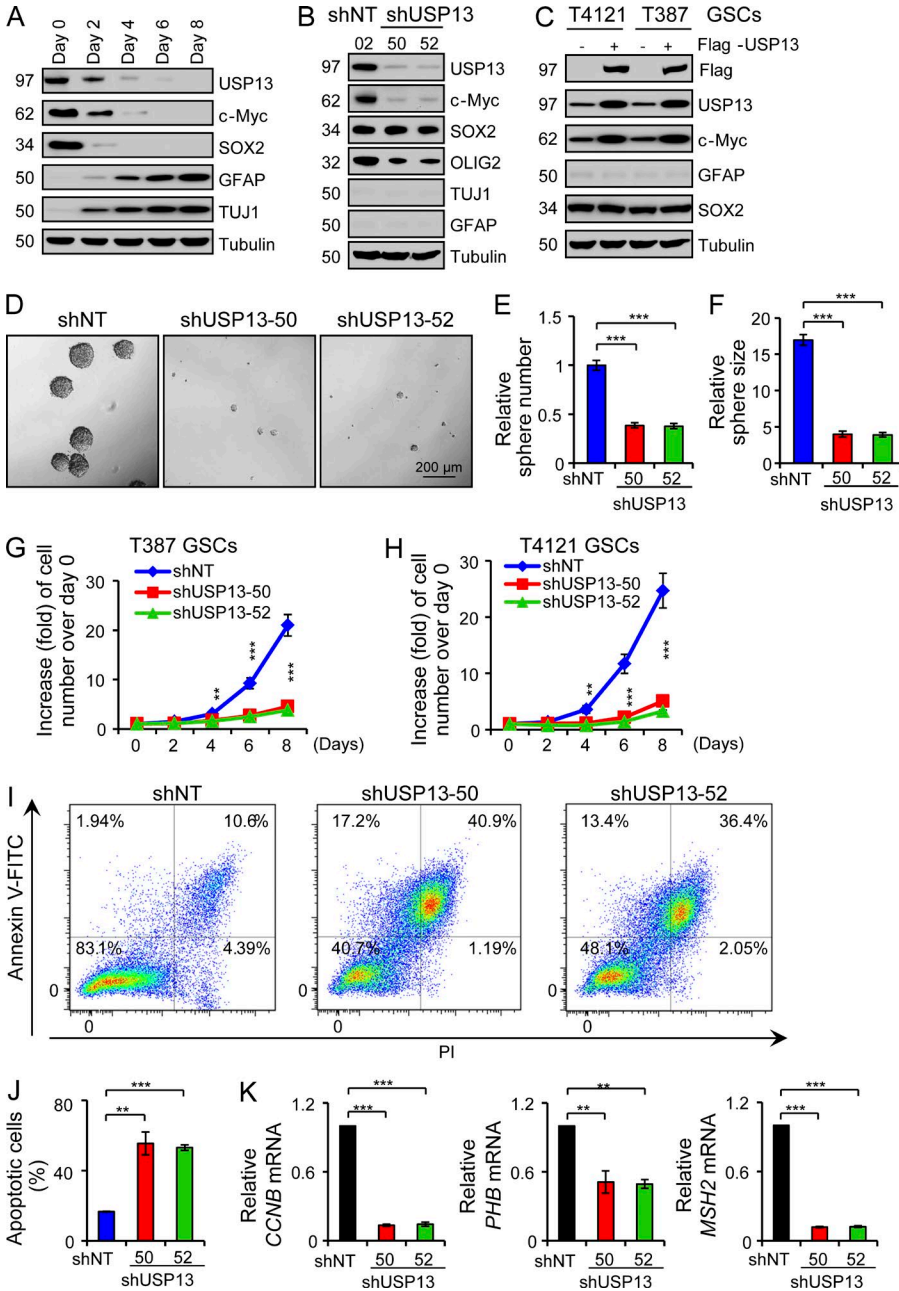 A
Day 0
Day 2
Day 4
Day 6
Day 8
97 USP13
62 c-Myc
34 SOX2
50 GFAP
50 TUJ1
50 Tubulin
B
shNT shUSP13
02 50 52
97 USP13
62 c-Myc
34 SOX2
32 OLIG2
50 TUJ1
50 GFAP
50 Tubulin
C
T4121 T387 GSCs
- + - + Flag -USP13
97 Flag
97 USP13
62 c-Myc
50 GFAP
34 SOX2
50 Tubulin
D
shNT shUSP13-50 shUSP13-52
200 µm
E
Relative
sphere number
1.5
1
0.5
0
***
***
shNT 50 52
shUSP13
F
Relative
sphere size
20
15
10
5
0
***
***
shNT 50 52
shUSP13
G T387 GSCs
shNT
shUSP13-50
shUSP13-52
Increase (fold) of cell
number over day 0
30
20
10
0
** *** ***
0 2 4 6 8 (Days)
H T4121 GSCs
shNT
shUSP13-50
shUSP13-52
Increase (fold) of cell
number over day 0
30
20
10
0
** *** ***
0 2 4 6 8 (Days)
I
shNT shUSP13-50 shUSP13-52
Annexin V-FITC
1.94% 10.6% 17.2% 40.9% 13.4% 36.4%
83.1% 4.39% 40.7% 1.19% 48.1% 2.05%
0 0 0
0 0 0
PI
J
Apoptotic cells
(%)
80
40
0
***
**
shNT 50 52
shUSP13
K
Relative
CCNB mRNA
1.2
0.6
0
***
***
shNT 50 52
shUSP13
Relative
PHB mRNA
1.2
0.6
0
**
**
shNT 50 52
shUSP13
Relative
MSH2 mRNA
1.2
0.6
0
***
***
shNT 50 52
shUSP13